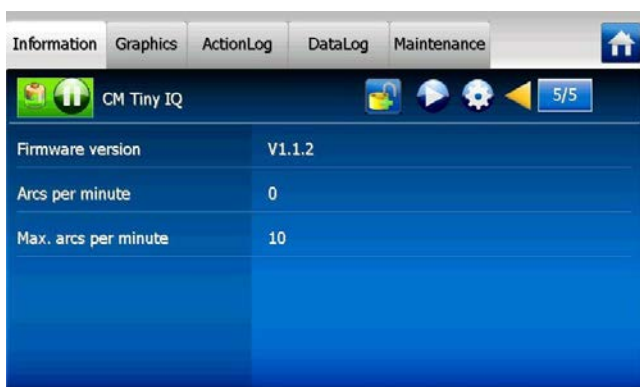 Information Graphics ActionLog DataLog Maintenance
CM Tiny IQ 5/5
Firmware version V1.1.2
Arcs per minute 0
Max. arcs per minute 10